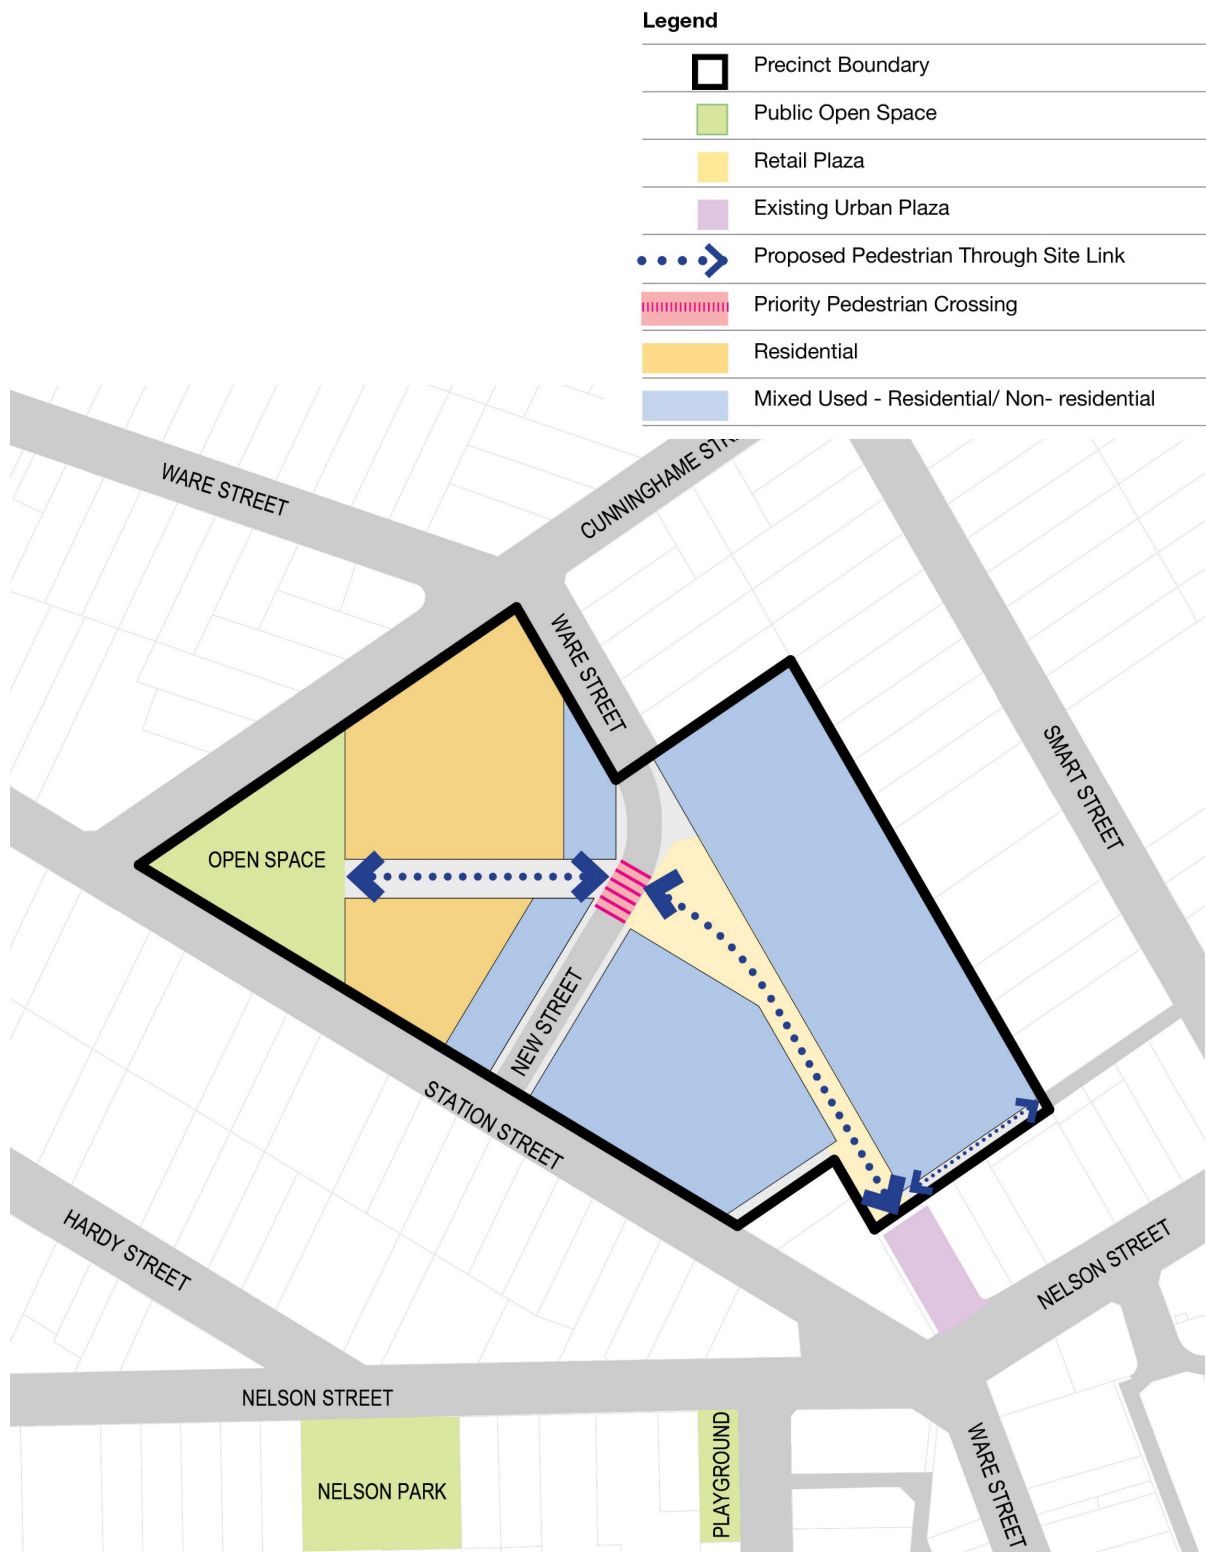 Legend
Precinct Boundary
Public Open Space
Retail Plaza
Existing Urban Plaza
Proposed Pedestrian Through Site Link
Priority Pedestrian Crossing
Residential
Mixed Used - Residential/ Non- residential
WARE STREET
CUNNINGHAME STR
WARE STREET
SMART STREET
OPEN SPACE
NEW STREET
STATION STREET
HARDY STREET
NELSON STREET
NELSON STREET
NELSON PARK
PLAYGROUND
WARE STREET